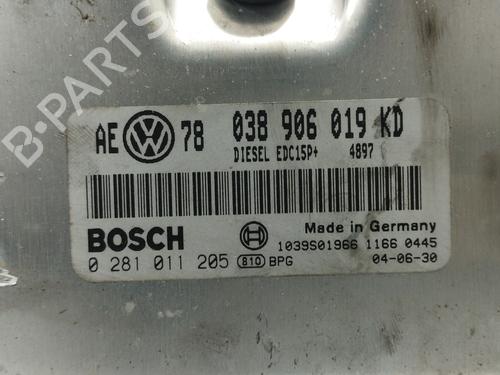 AE VW 78 038 906 019 KD
DIESEL EDC15P+ 4897
BOSCH Made in Germany
1039S01966 1166 0445
0 281 011 205 810 BPG 04-06-30
B-PARTS